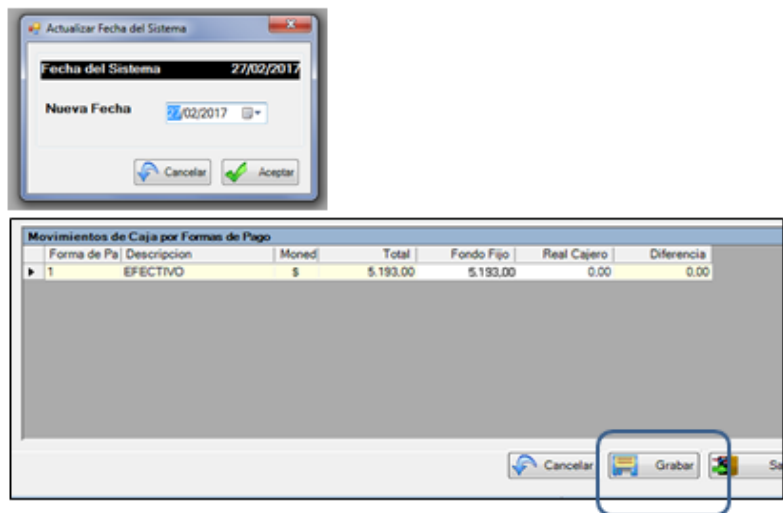 Actualizar Fecha del Sistema
Fecha del Sistema 27/02/2017
Nueva Fecha 27/02/2017
Cancelar Aceptar
Movimientos de Caja por Formas de Pago
Forma de Pa Descripcion Moned Total Fondo Fijo Real Cajero Diferencia
1 EFECTIVO $ 5.193,00 5.193,00 0,00 0,00
Cancelar Grabar Sa